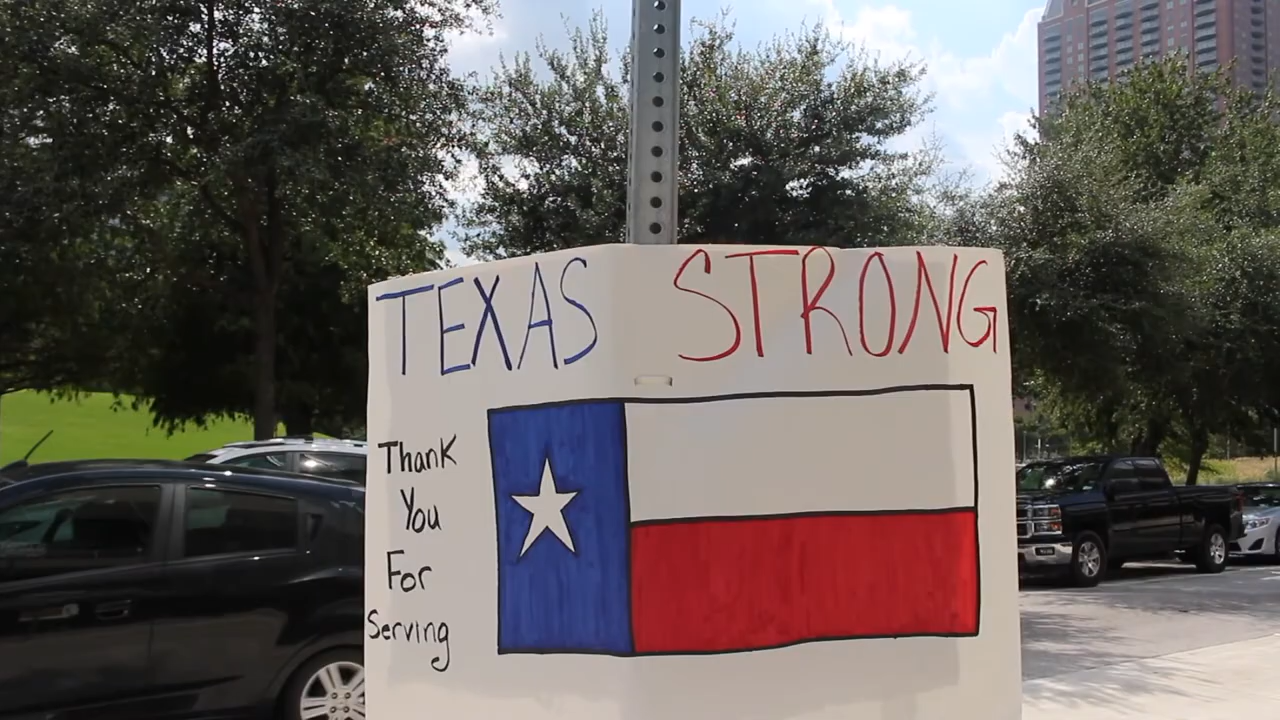 TEXAS STRONG
Thank
You
For
Serving